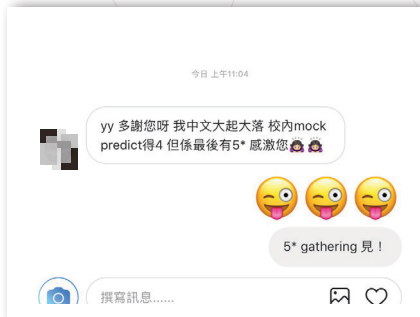 今日 上午11:04
yy 多謝您呀 我中文大起大落 校內mock
predict得4 但係最後有5* 感激您🙇🏻‍♀️🙇🏻‍♀️
😜😜😜
5* gathering 見！
撰寫訊息......